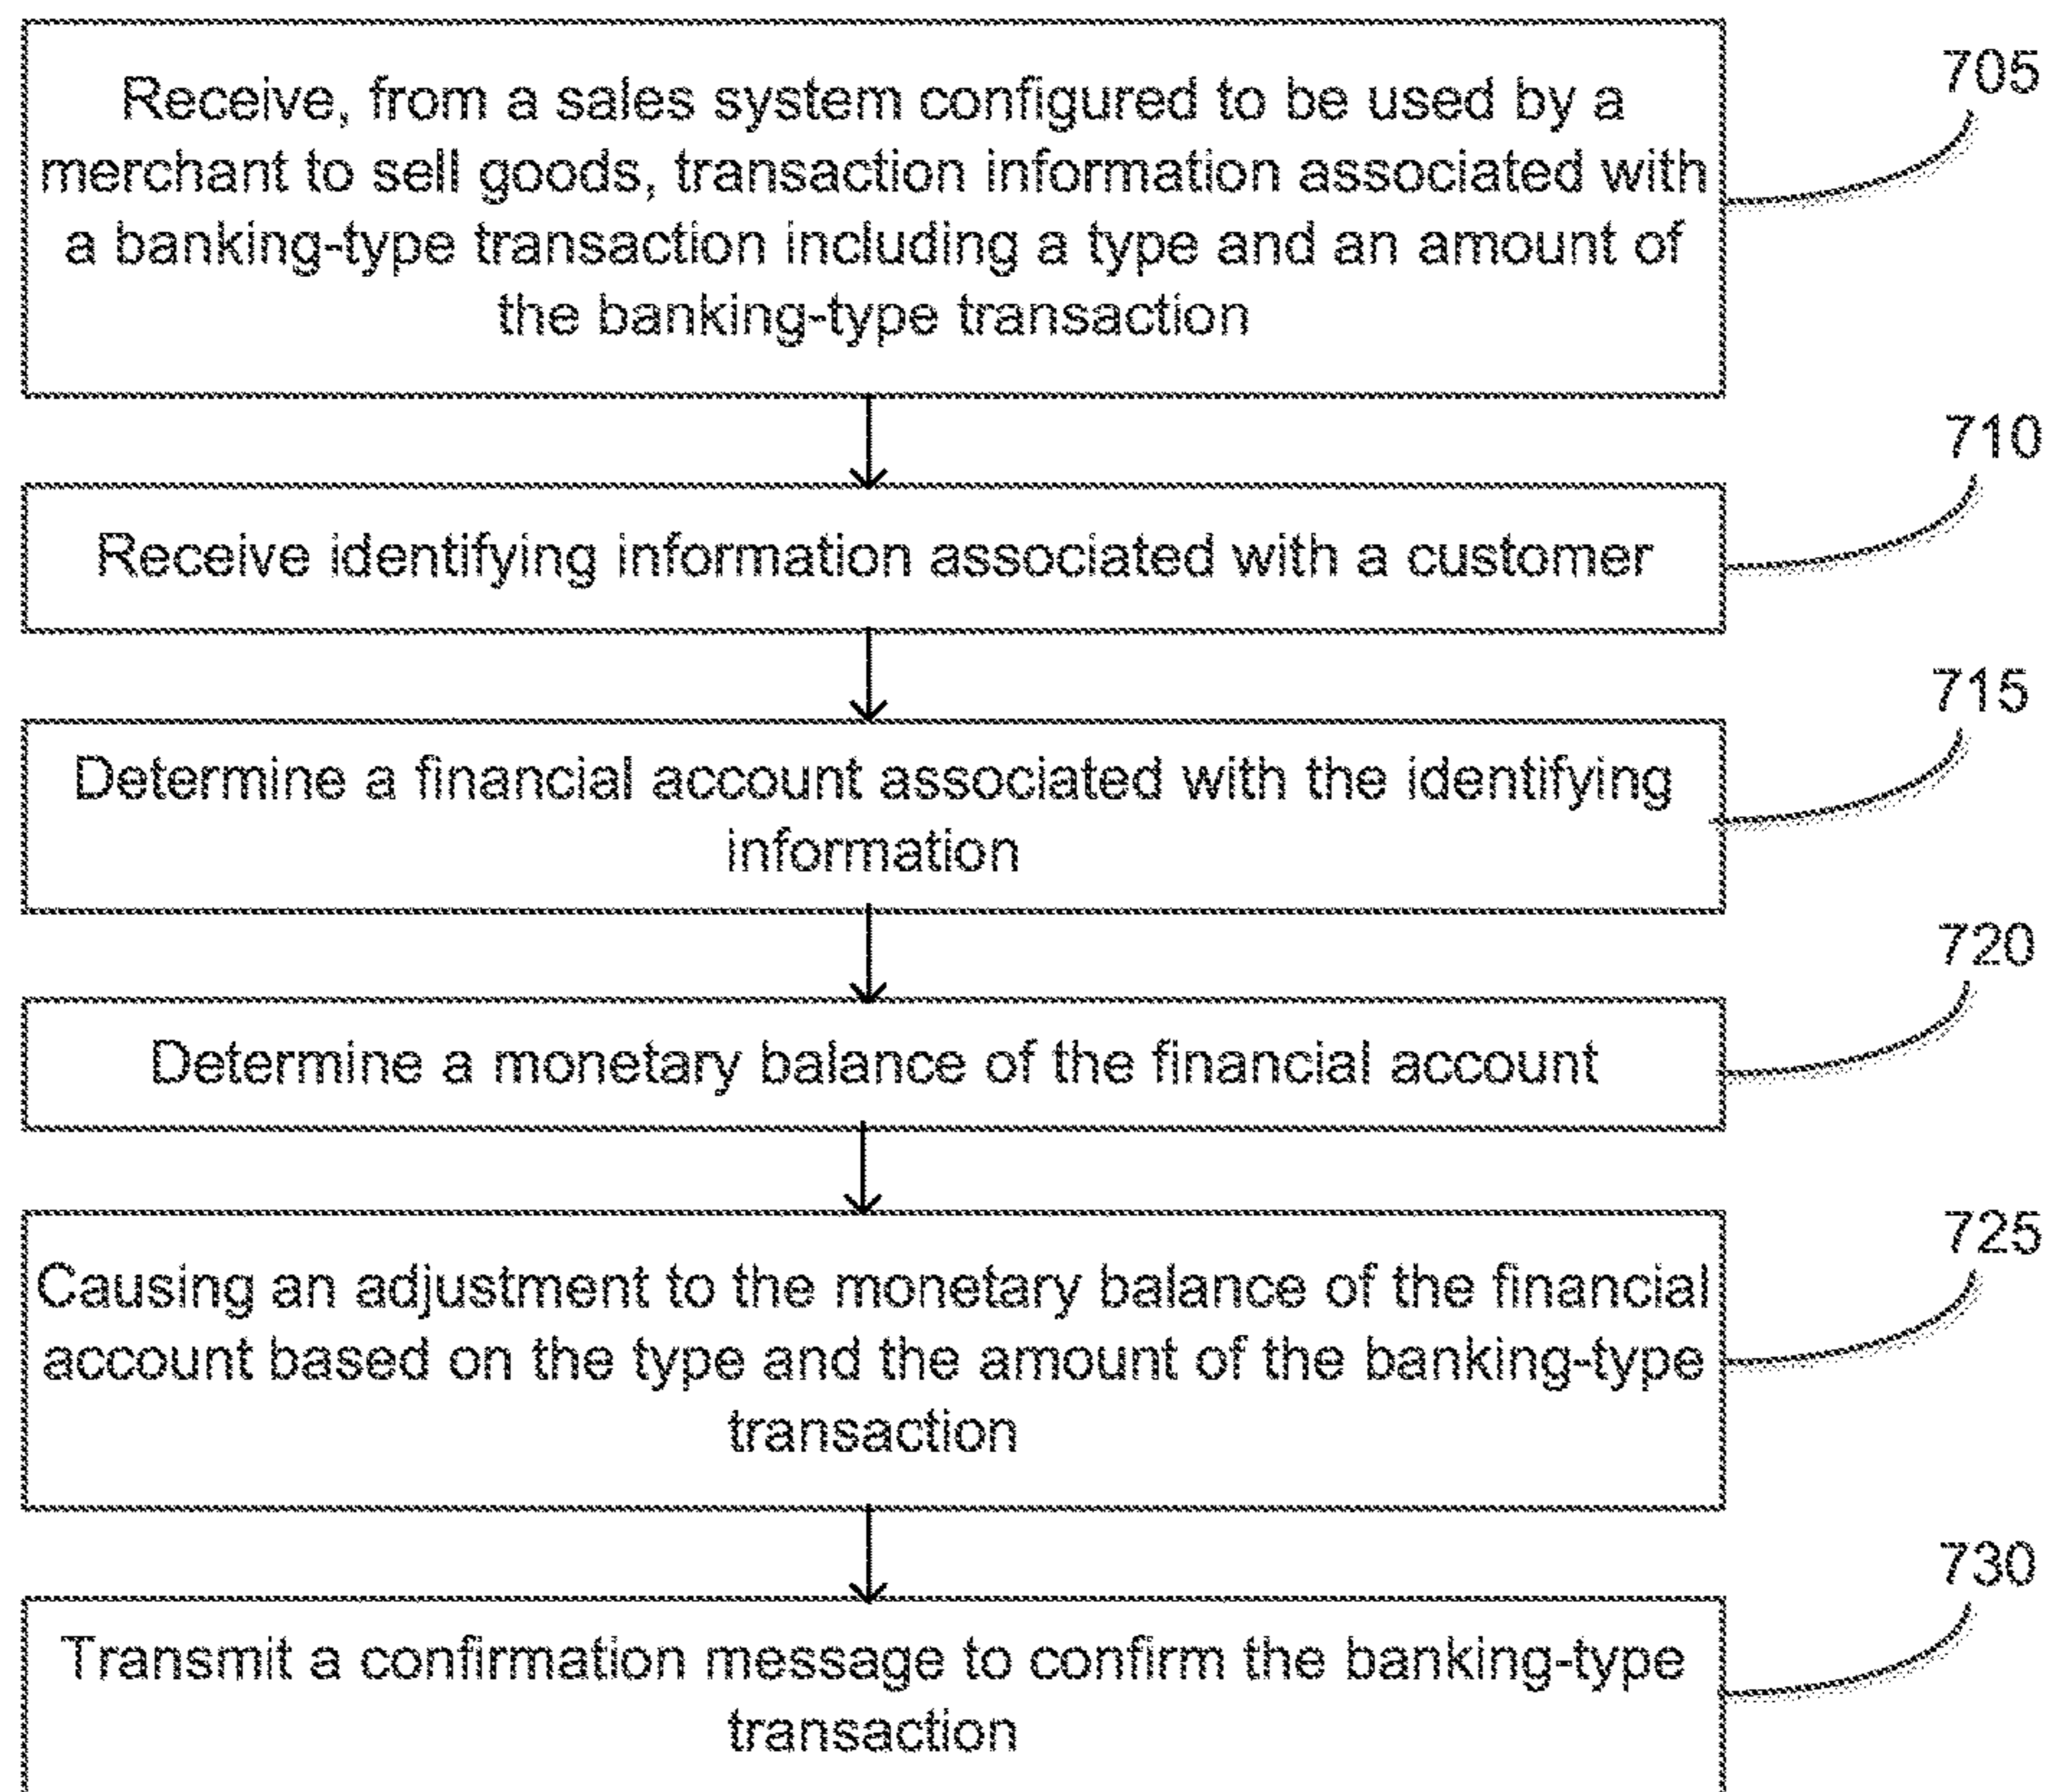 Receive, from a sales system configured to be used by a
merchant to sell goods, transaction information associated with
a banking-type transaction including a type and an amount of
the banking-type transaction
705
Receive identifying information associated with a customer
710
Determine a financial account associated with the identifying
information
715
Determine a monetary balance of the financial account
720
Causing an adjustment to the monetary balance of the financial
account based on the type and the amount of the banking-type
transaction
725
Transmit a confirmation message to confirm the banking-type
transaction
730